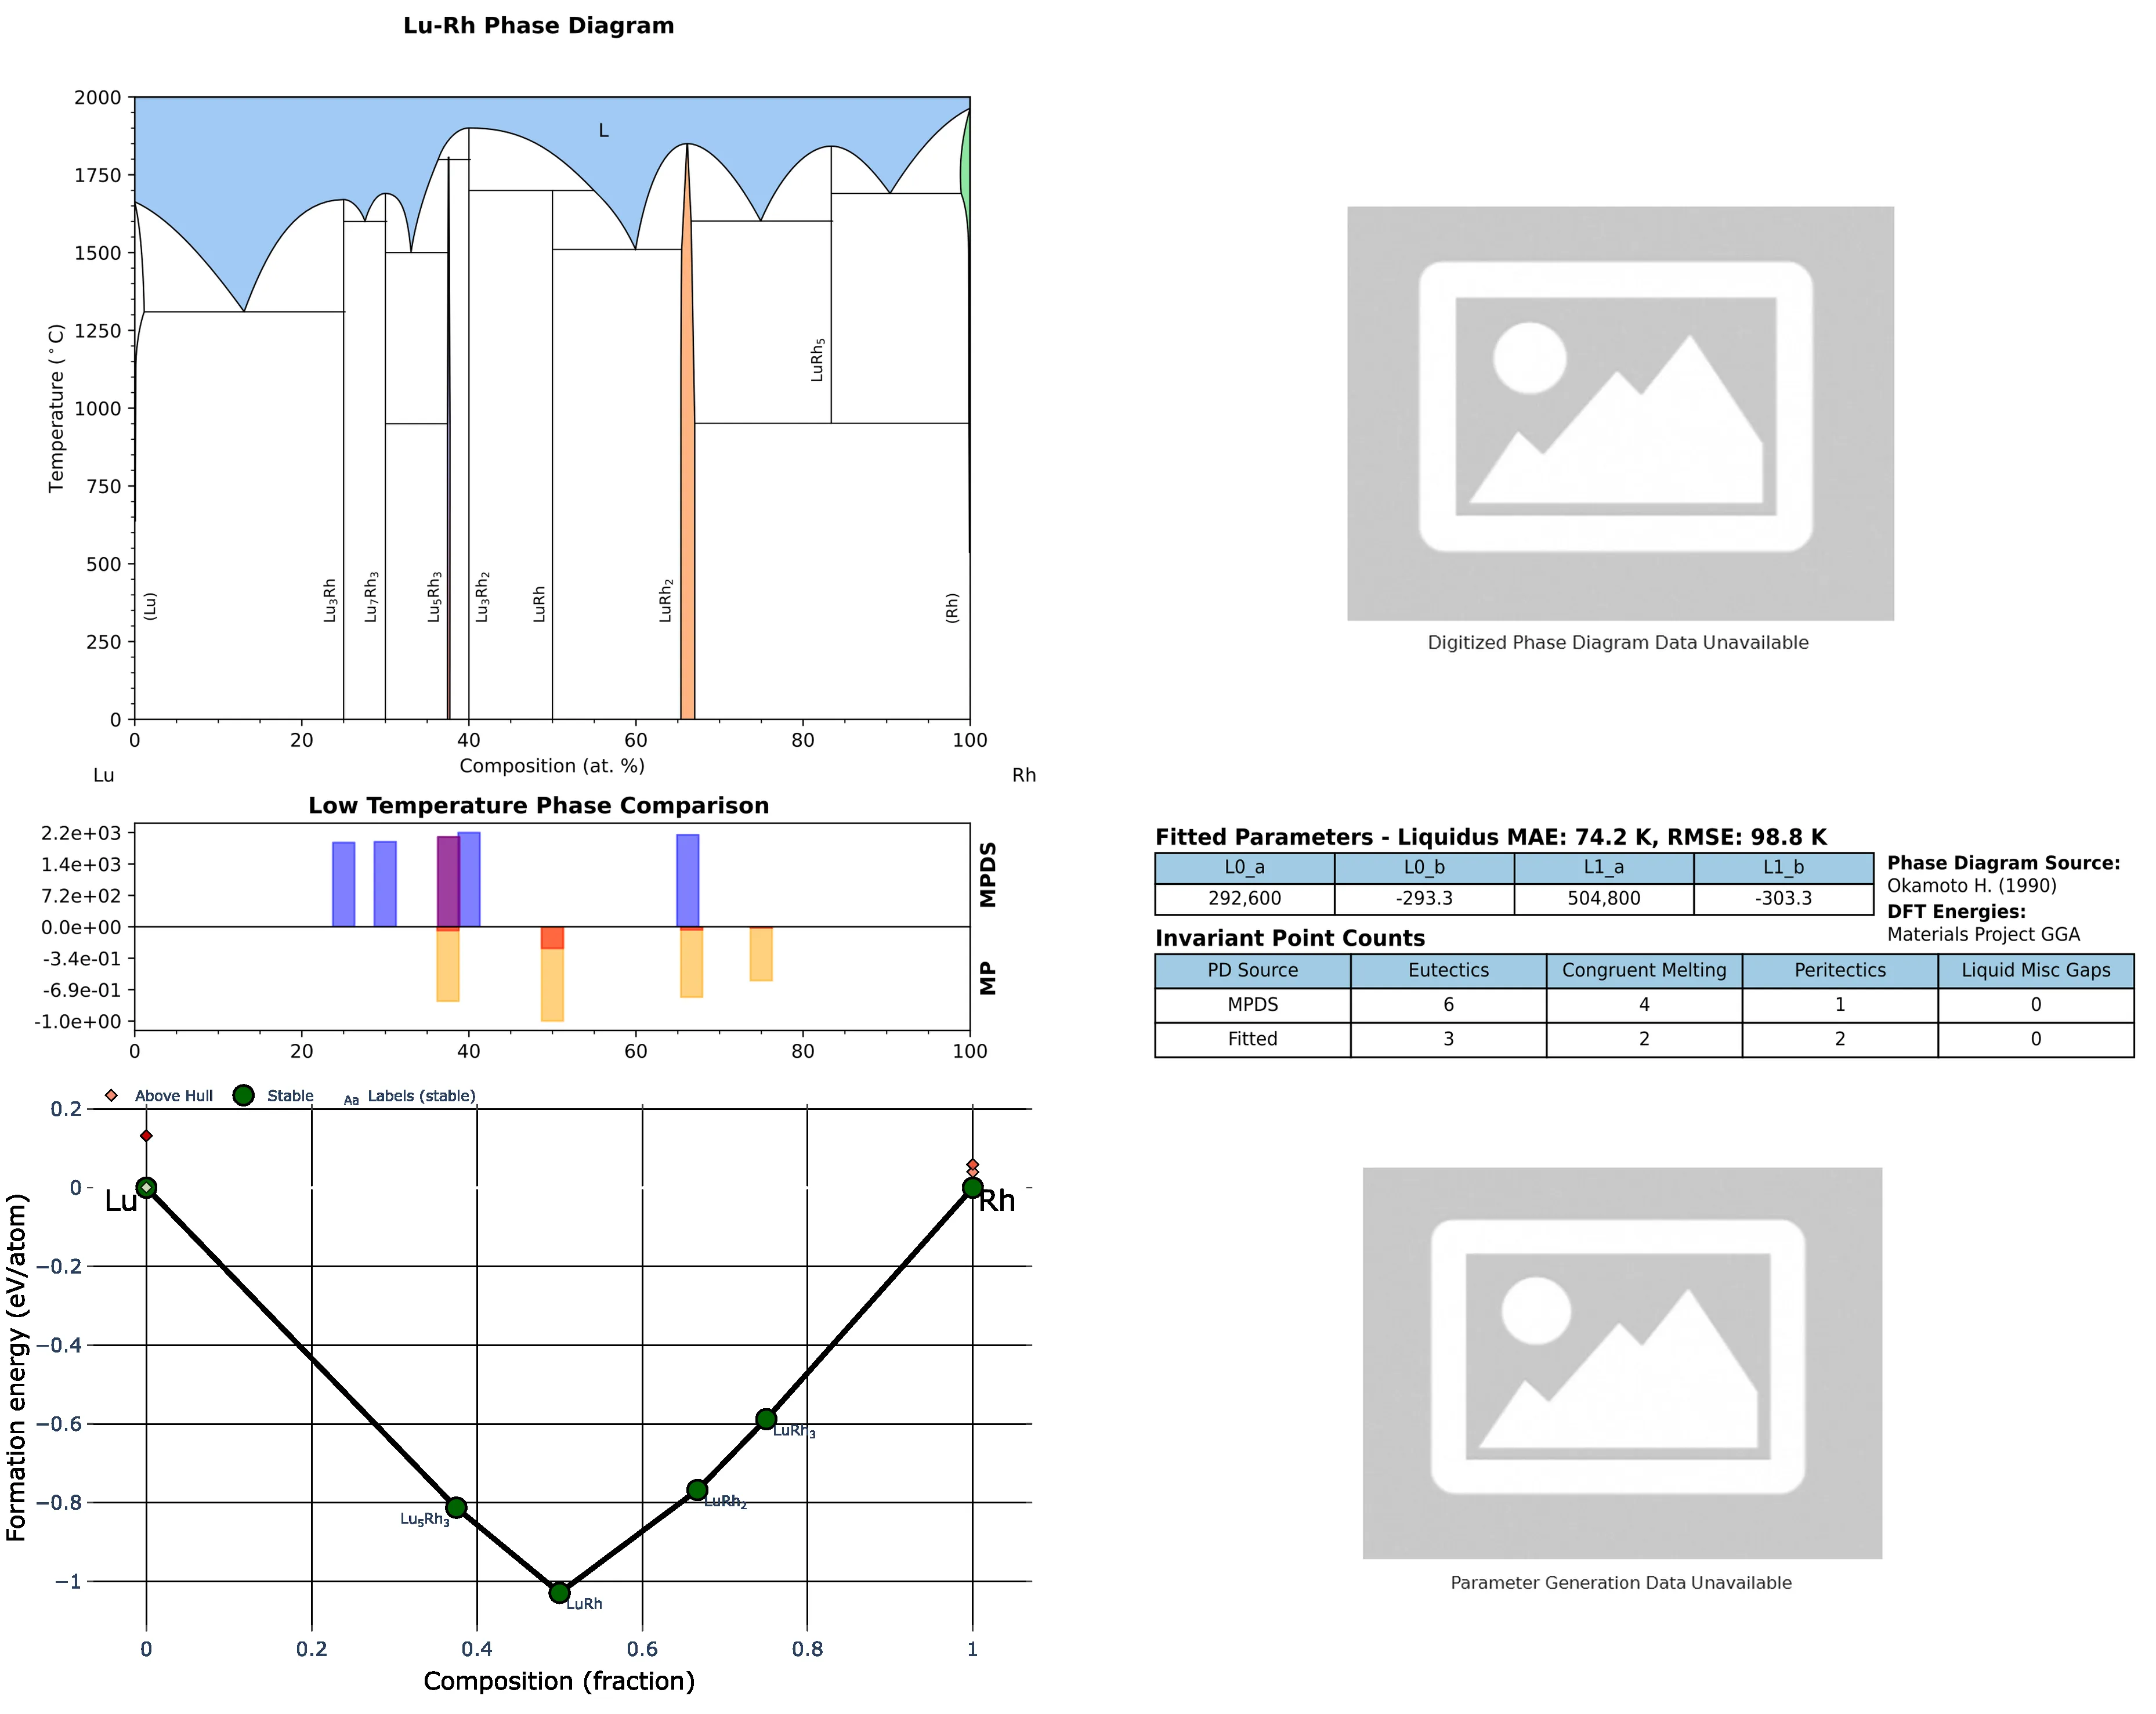 Lu-Rh Phase Diagram
2000
1750
1500
1250
1000
750
500
250
0
Temperature (°C)
L
(Lu)
Lu₃Rh
Lu₇Rh₃
Lu₅Rh₃
Lu₃Rh₂
LuRh
LuRh₂
LuRh₅
(Rh)
0 20 40 60 80 100
Composition (at. %)
Lu Rh
Digitized Phase Diagram Data Unavailable
Low Temperature Phase Comparison
2.2e+03
1.4e+03
7.2e+02
0.0e+00
-3.4e-01
-6.9e-01
-1.0e+00
MPDS
MP
0 20 40 60 80 100
Fitted Parameters - Liquidus MAE: 74.2 K, RMSE: 98.8 K
L0_a L0_b L1_a L1_b
292,600 -293.3 504,800 -303.3
Phase Diagram Source:
Okamoto H. (1990)
DFT Energies:
Materials Project GGA
Invariant Point Counts
PD Source Eutectics Congruent Melting Peritectics Liquid Misc Gaps
MPDS 6 4 1 0
Fitted 3 2 2 0
Above Hull Stable Aa Labels (stable)
0.2
0
−0.2
−0.4
−0.6
−0.8
−1
Formation energy (eV/atom)
Lu
Rh
LuRh₃
LuRh₂
Lu₅Rh₃
LuRh
0 0.2 0.4 0.6 0.8 1
Composition (fraction)
Parameter Generation Data Unavailable